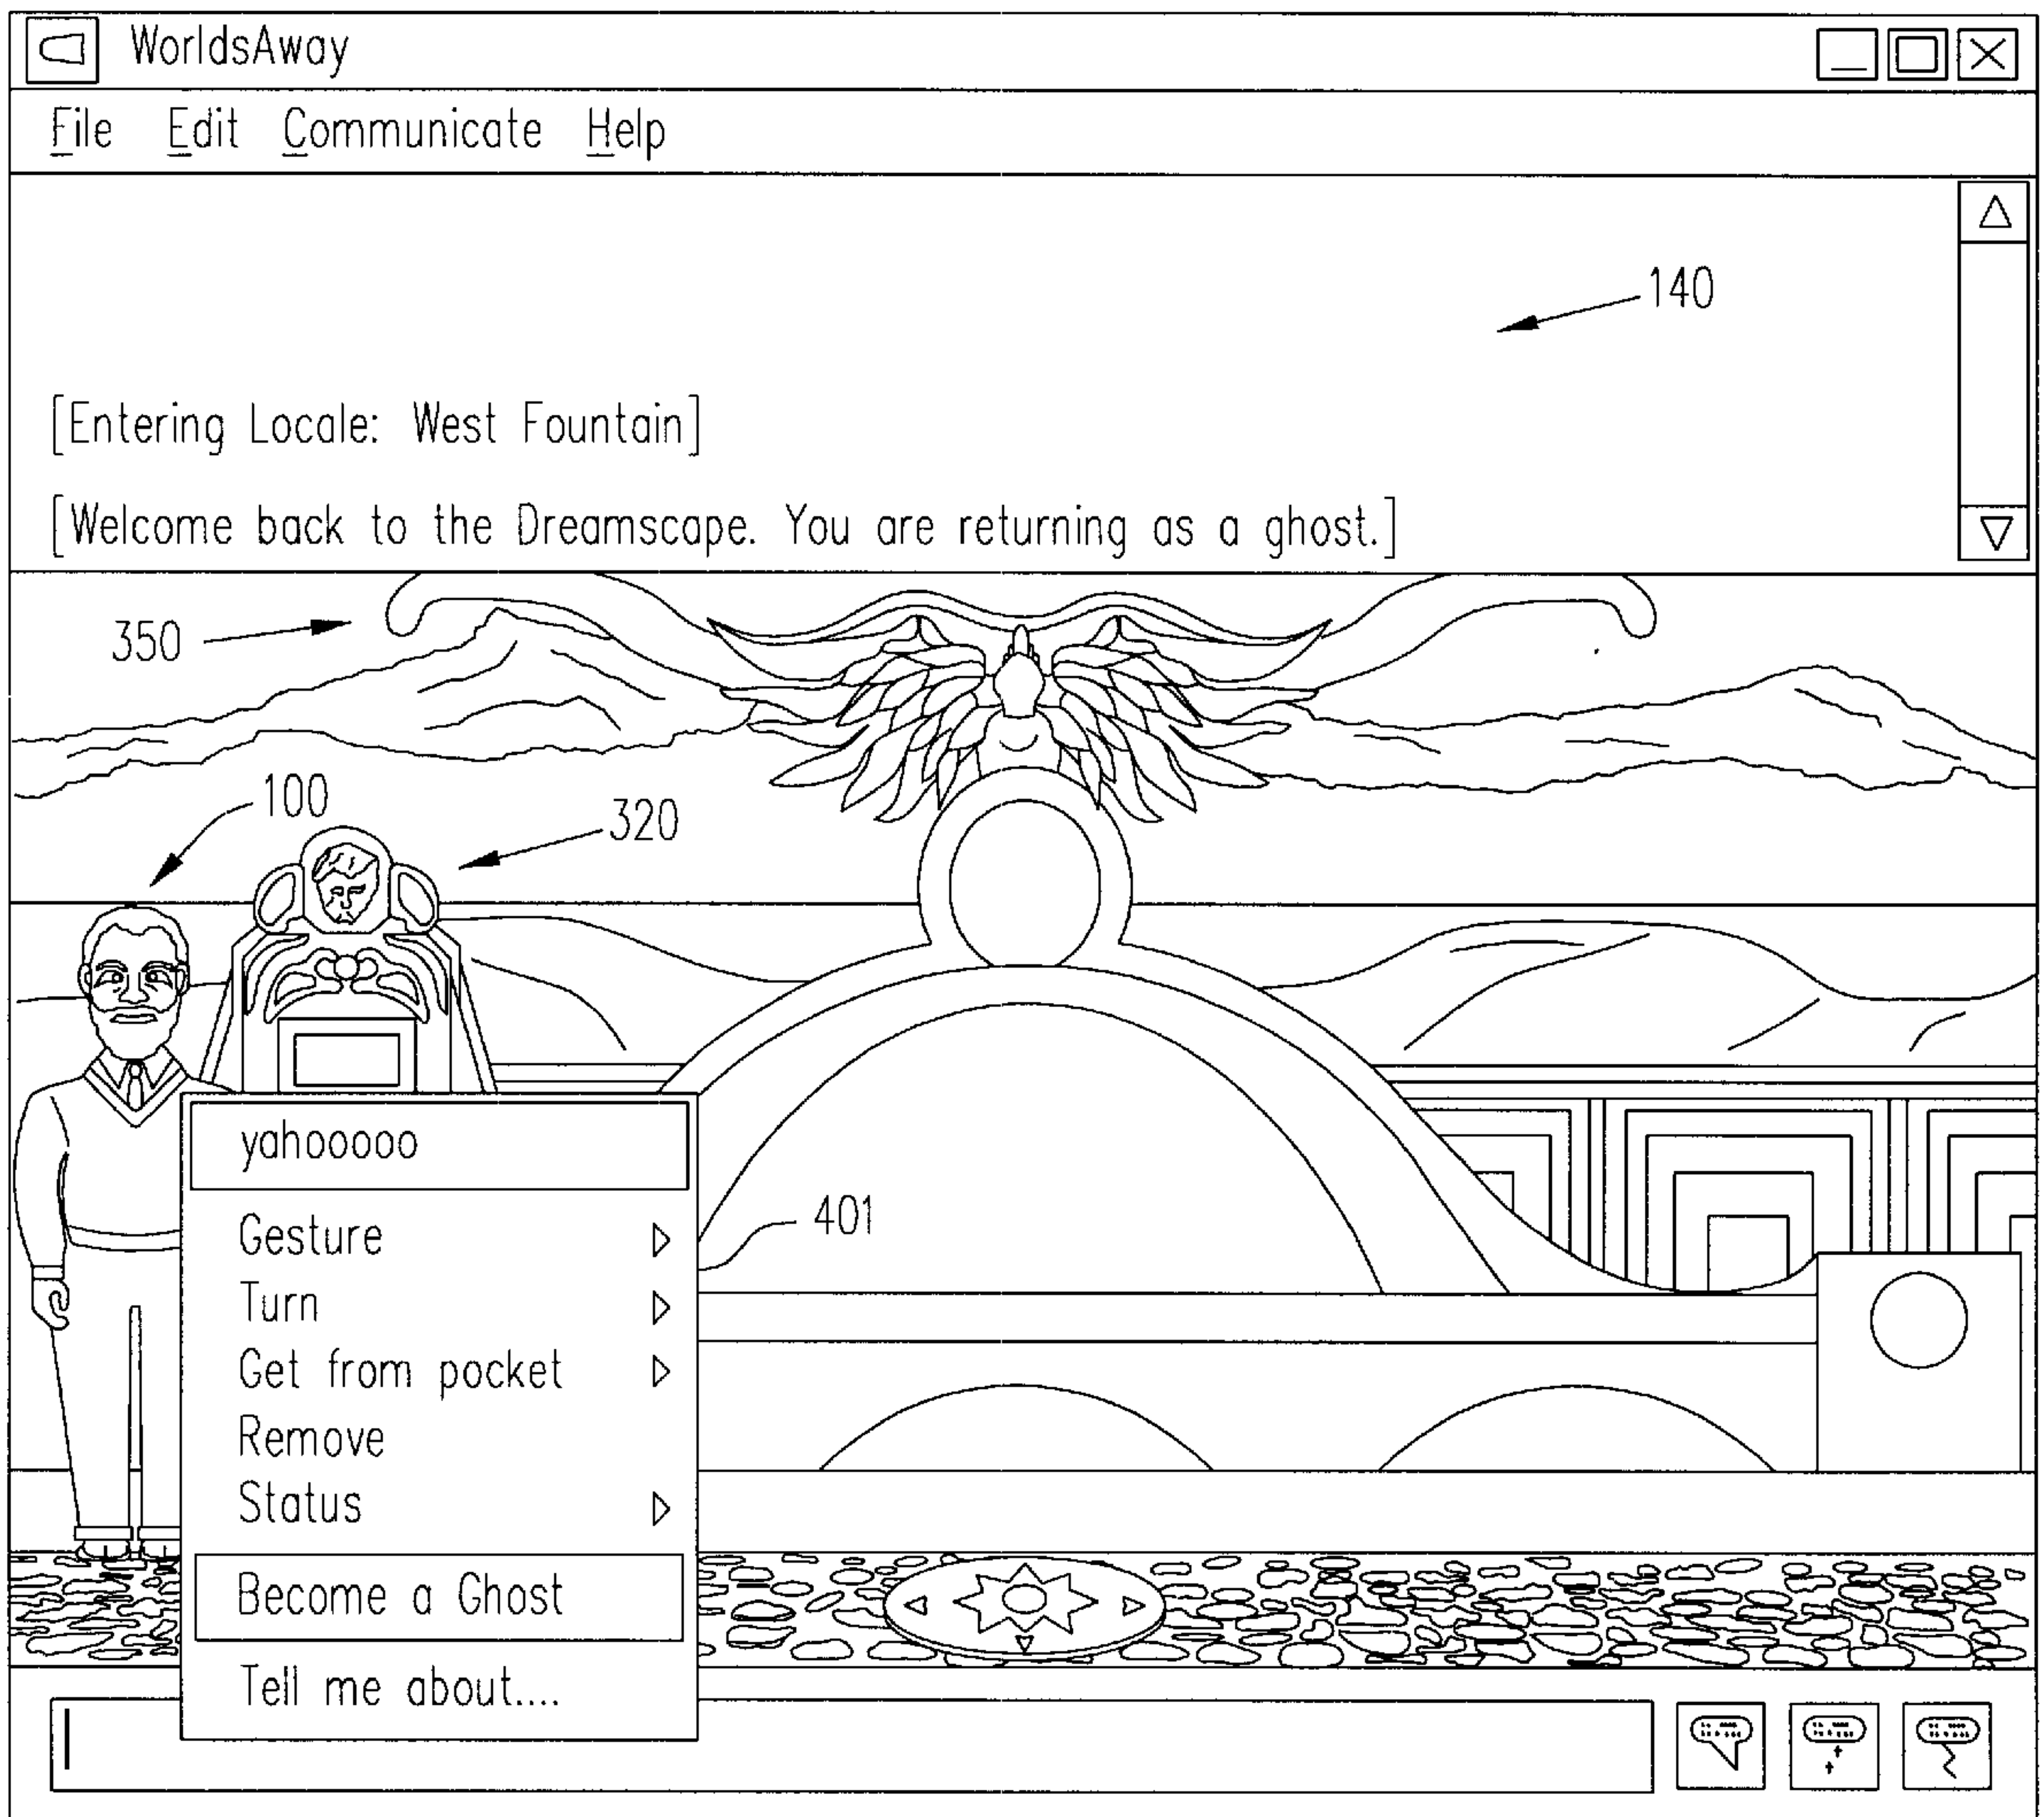 WorldsAway
File Edit Communicate Help
140
[Entering Locale: West Fountain]
[Welcome back to the Dreamscape. You are returning as a ghost.]
350
100
320
yahooooo
401
Gesture
Turn
Get from pocket
Remove
Status
Become a Ghost
Tell me about....